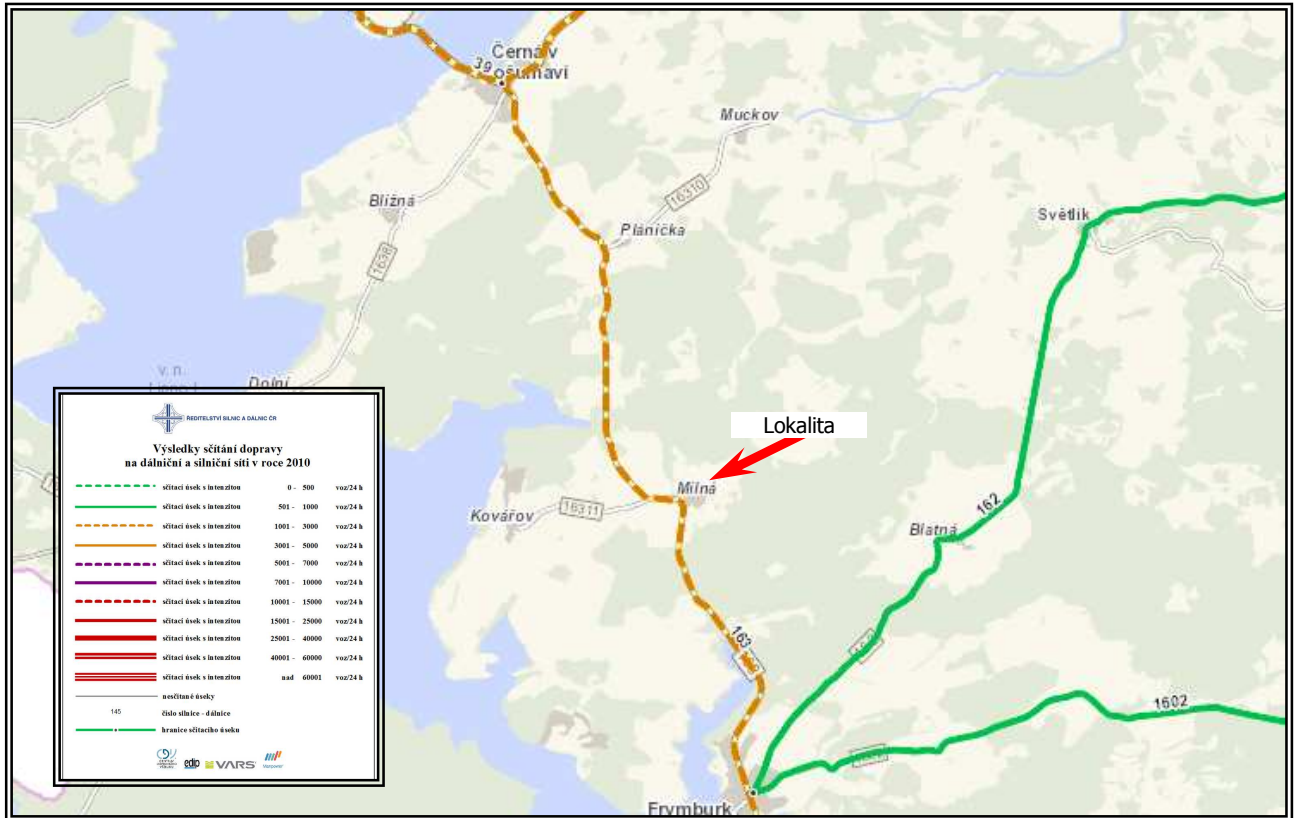 Černá v
39
ošumaví
Muckov
16310
Bližná
Plánička
Světlík
1638
v. n.
Dolní
Lokalita
Milná
Kovářov
16311
162
Blatná
163
1602
Frymburk
ŘEDITELSTVÍ SILNIC A DÁLNIC ČR
Výsledky sčítání dopravy
na dálniční a silniční síti v roce 2010
sčítací úsek s intenzitou 0 - 500 voz/24 h
sčítací úsek s intenzitou 501 - 1000 voz/24 h
sčítací úsek s intenzitou 1001 - 3000 voz/24 h
sčítací úsek s intenzitou 3001 - 5000 voz/24 h
sčítací úsek s intenzitou 5001 - 7000 voz/24 h
sčítací úsek s intenzitou 7001 - 10000 voz/24 h
sčítací úsek s intenzitou 10001 - 15000 voz/24 h
sčítací úsek s intenzitou 15001 - 25000 voz/24 h
sčítací úsek s intenzitou 25001 - 40000 voz/24 h
sčítací úsek s intenzitou 40001 - 60000 voz/24 h
sčítací úsek s intenzitou nad 60001 voz/24 h
nesčítané úseky
145 číslo silnice - dálnice
hranice sčítacího úseku
edip VARS